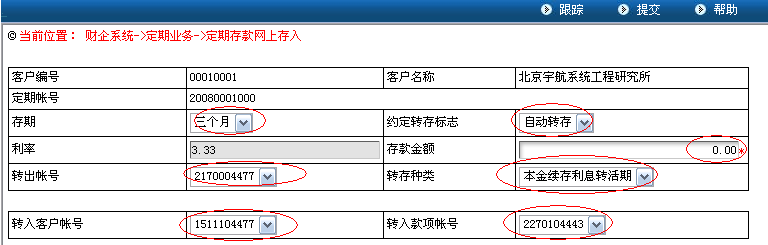 跟踪 提交 帮助
当前位置： 财企系统->定期业务->定期存款网上存入
客户编号 00010001 客户名称 北京宇航系统工程研究所
定期帐号 20080001000
存期 三个月 约定转存标志 自动转存
利率 3.33 存款金额 0.00*
转出帐号 2170004477 转存种类 本金续存利息转活期
转入客户帐号 1511104477 转入款项帐号 2270104443